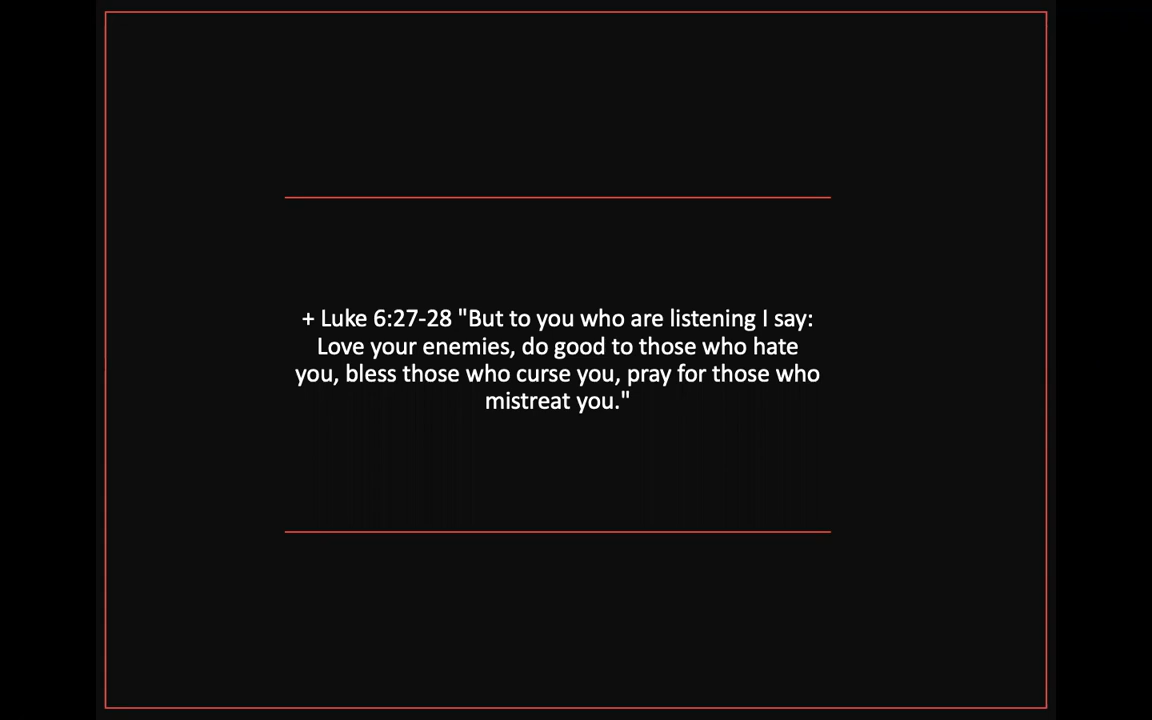 + Luke 6:27-28 "But to you who are listening I say:
Love your enemies, do good to those who hate
you, bless those who curse you, pray for those who
mistreat you."